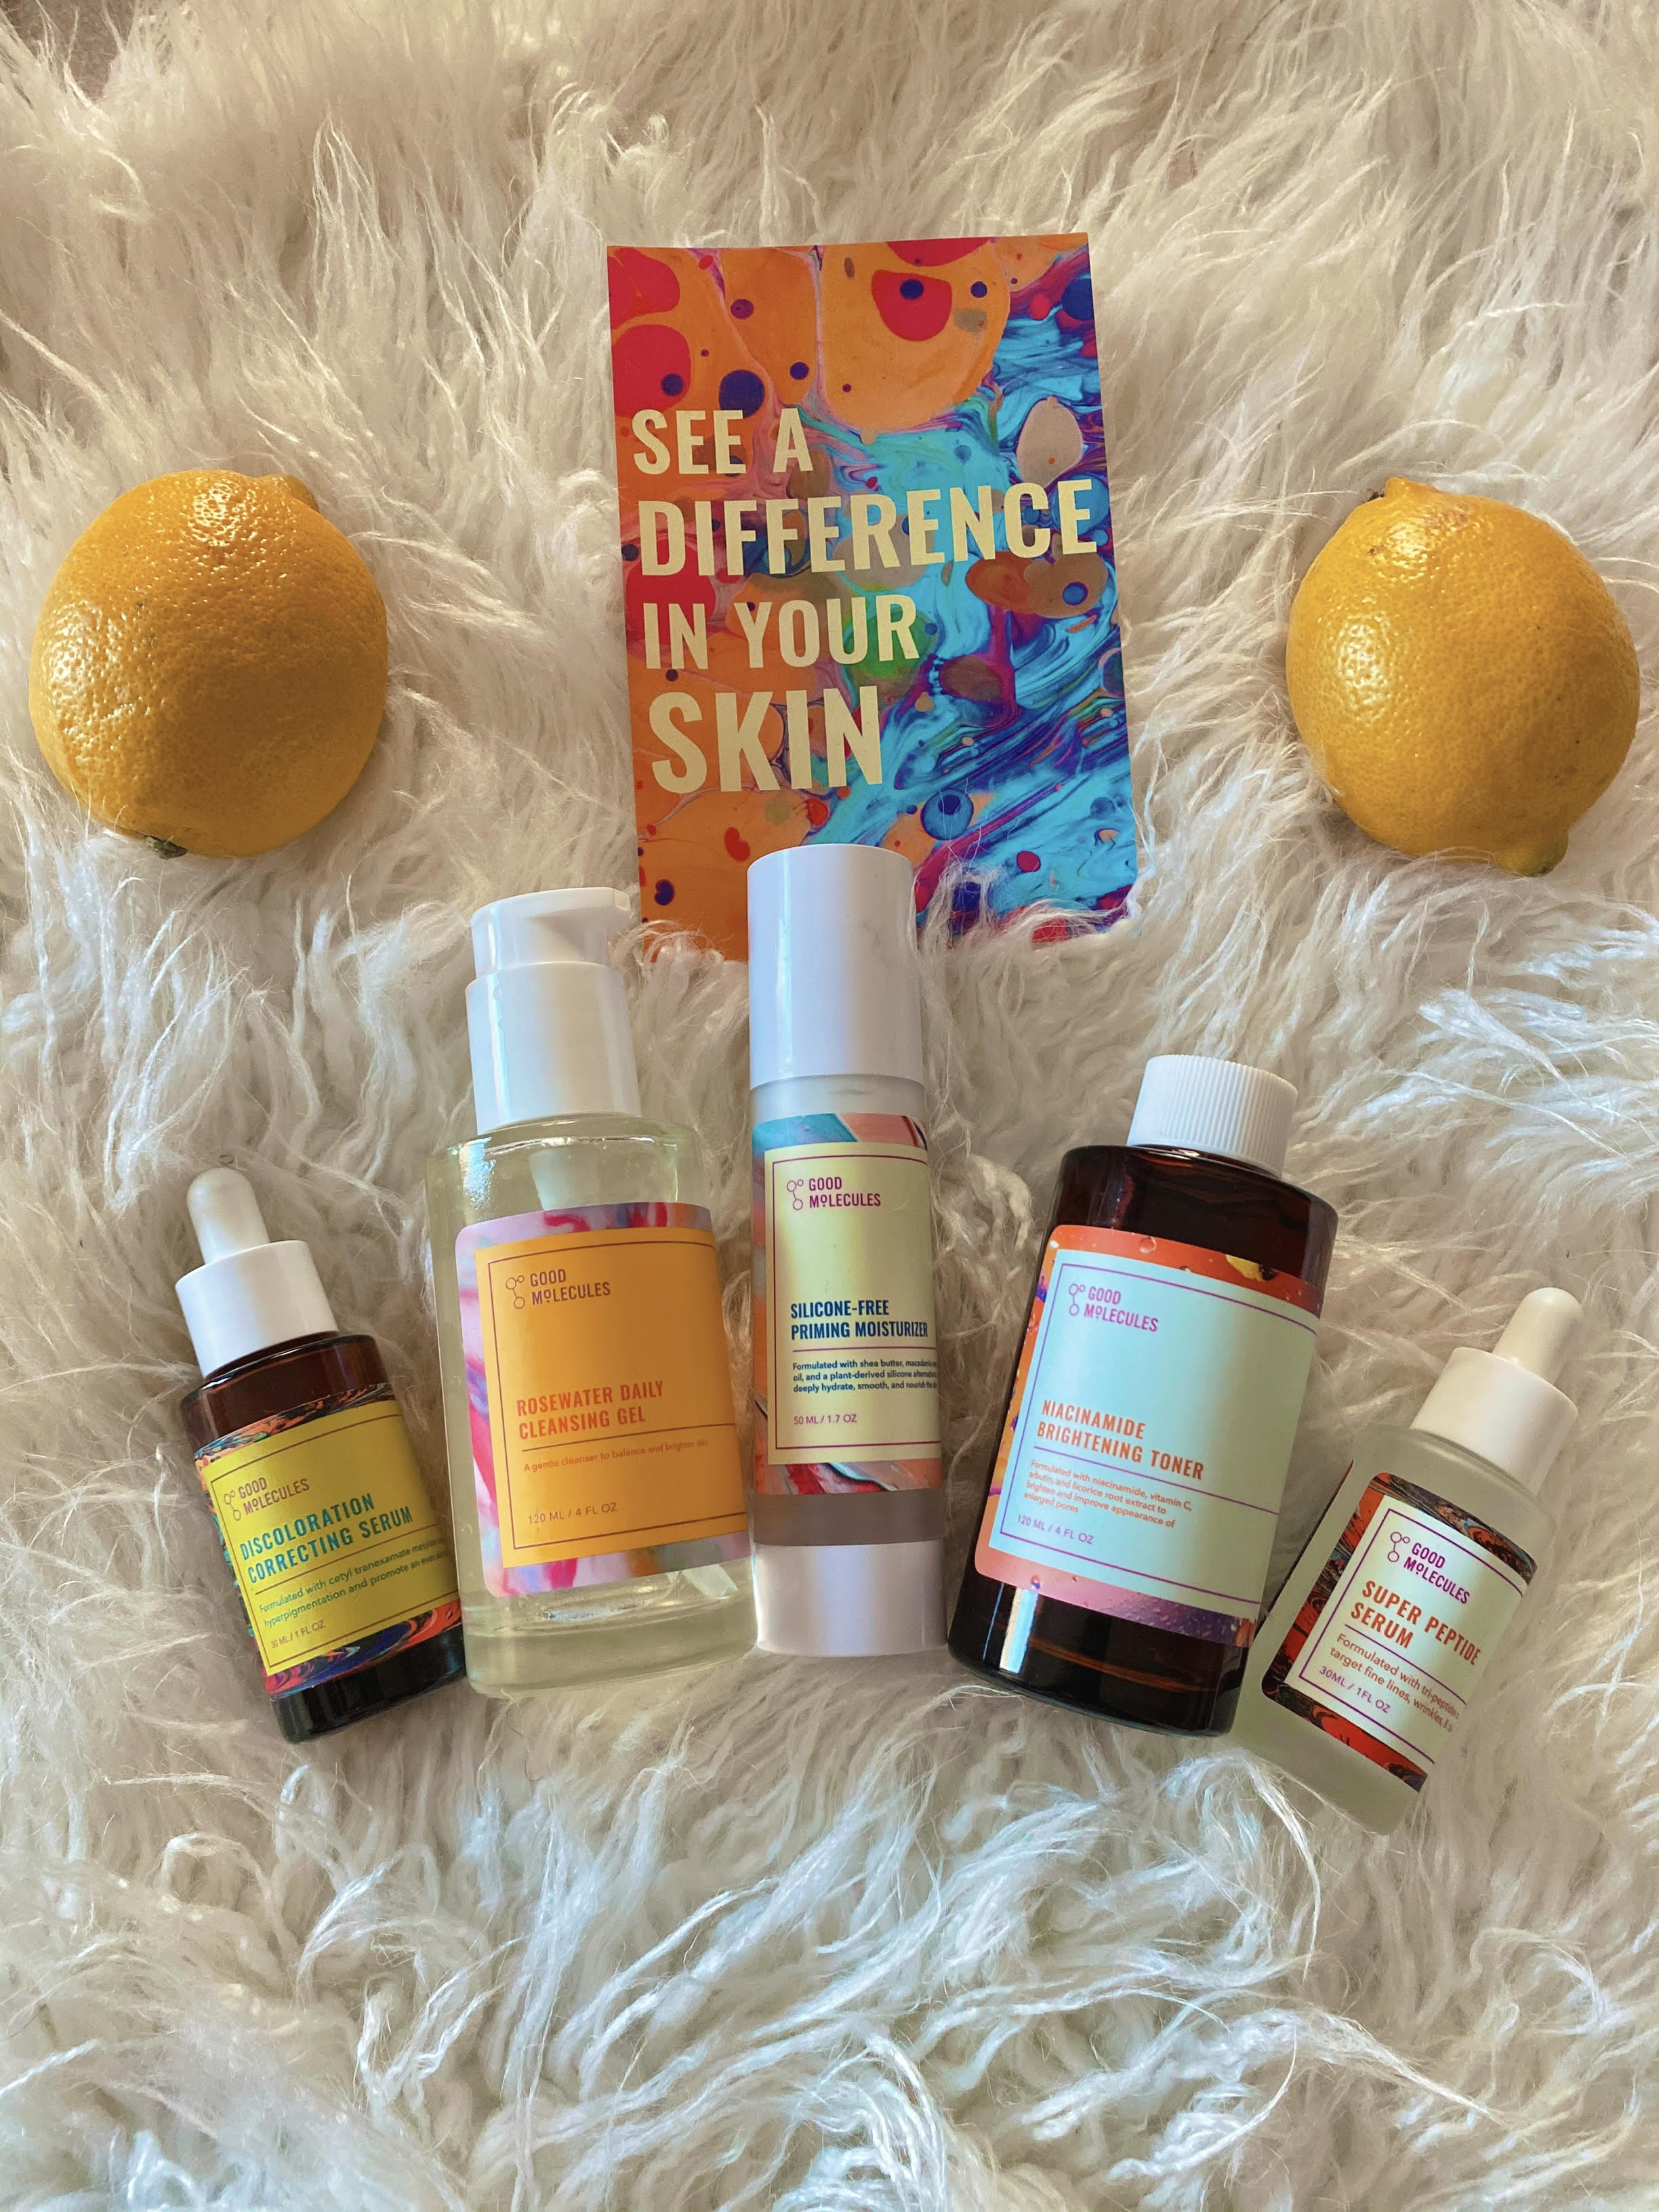 SEE A
DIFFERENCE
IN YOUR
SKIN
GOOD
MOLECULES
DISCOLORATION
CORRECTING SERUM
Formulated with cetyl tranexamate
hyperpigmentation and promote an even
30 ML / 1 FL OZ
GOOD
MOLECULES
ROSEWATER DAILY
CLEANSING GEL
A gentle cleanser to balance and brighten skin
120 ML / 4 FL OZ
GOOD
MOLECULES
SILICONE-FREE
PRIMING MOISTURIZER
Formulated with shea butter, macadamia
oil, and a plant-derived silicone
deeply hydrate, smooth, and nourish the
50 ML / 1.7 OZ
GOOD
MOLECULES
NIACINAMIDE
BRIGHTENING TONER
Formulated with niacinamide, vitamin C,
arbutin, and licorice root extract to
brighten and improve appearance of
enlarged pores
120 ML / 4 FL OZ
GOOD
MOLECULES
SUPER PEPTIDE
SERUM
Formulated with tri-peptides
target fine lines, wrinkles, &
30ML / 1FL OZ